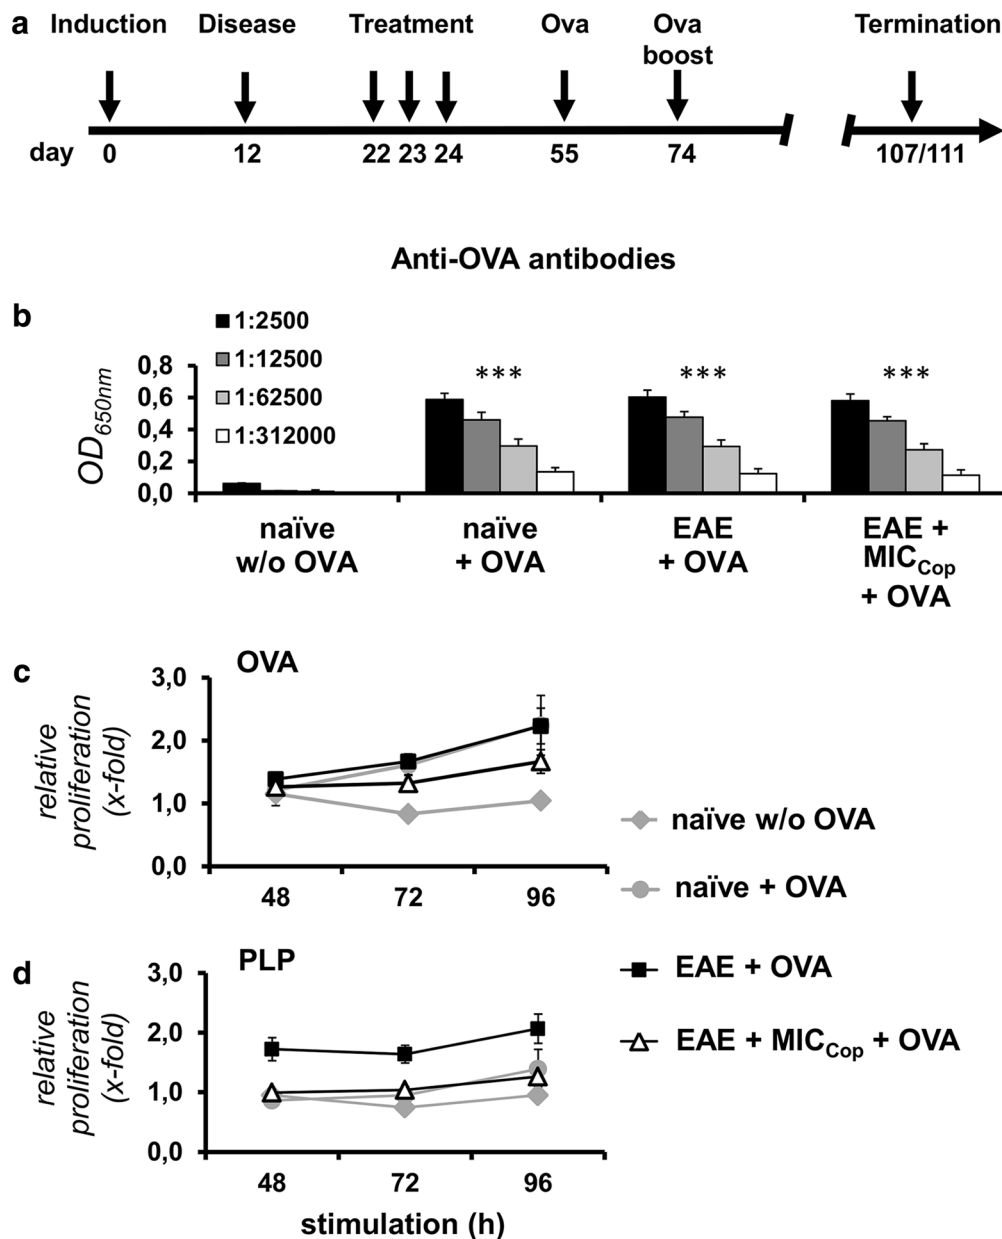 a
Induction Disease Treatment Ova Ova boost Termination
day 0 12 22 23 24 55 74 107/111
Anti-OVA antibodies
b
1:2500
1:12500
1:62500
1:312000
OD650nm
0,8
0,6
0,4
0,2
0,0
*** *** ***
naïve w/o OVA
naïve + OVA
EAE + OVA
EAE + MICCop + OVA
c
OVA
relative proliferation (x-fold)
3,0
2,0
1,0
0,0
48 72 96
naïve w/o OVA
naïve + OVA
EAE + OVA
EAE + MICCop + OVA
d
PLP
relative proliferation (x-fold)
3,0
2,0
1,0
0,0
48 72 96
stimulation (h)